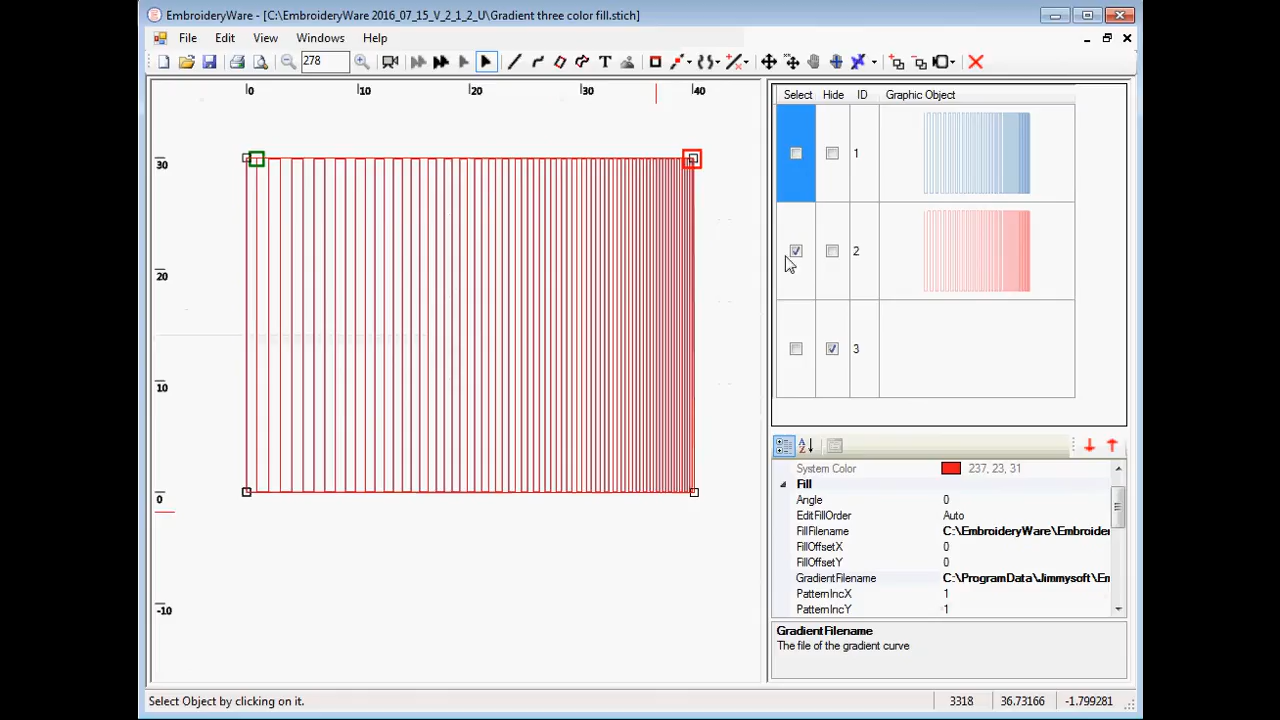 EmbroideryWare - [C:\EmbroideryWare 2016_07_15_V_2_1_2_U\Gradient three color fill.stich]
File Edit View Windows Help
278 T
0 10 20 30 40
30
20
10
0
-10
Select Hide ID Graphic Object
1
2
3
System Color 237, 23, 31
Fill
Angle 0
EditFillOrder Auto
FillFilename C:\EmbroideryWare\Embroider
FillOffsetX 0
FillOffsetY 0
GradientFilename C:\ProgramData\Jimmysoft\Em
PatternIncX 1
PatternIncY 1
GradientFilename
The file of the gradient curve
Select Object by clicking on it. 3318 36.73166 -1.799281